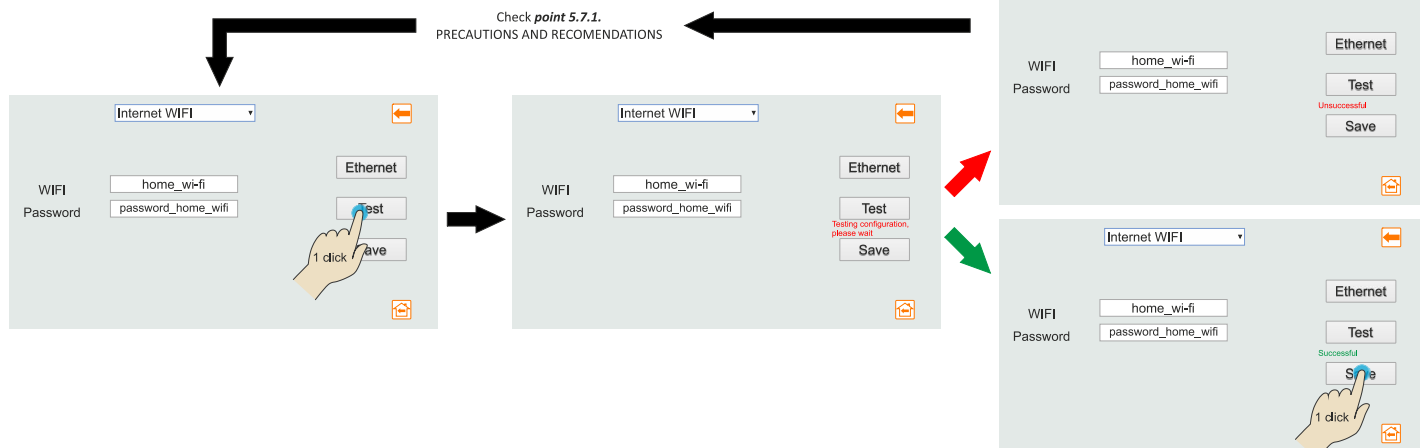 Check point 5.7.1.
PRECAUTIONS AND RECOMENDATIONS
Internet WIFI
Ethernet
WIFI
home_wi-fi
Password
password_home_wifi
Test
1 click
Internet WIFI
Ethernet
WIFI
home_wi-fi
Password
password_home_wifi
Test
Testing configuration,
please wait
Save
Ethernet
WIFI
home_wi-fi
Password
password_home_wifi
Test
Unsuccessful
Save
Internet WIFI
Ethernet
WIFI
home_wi-fi
Password
password_home_wifi
Test
Successful
1 click